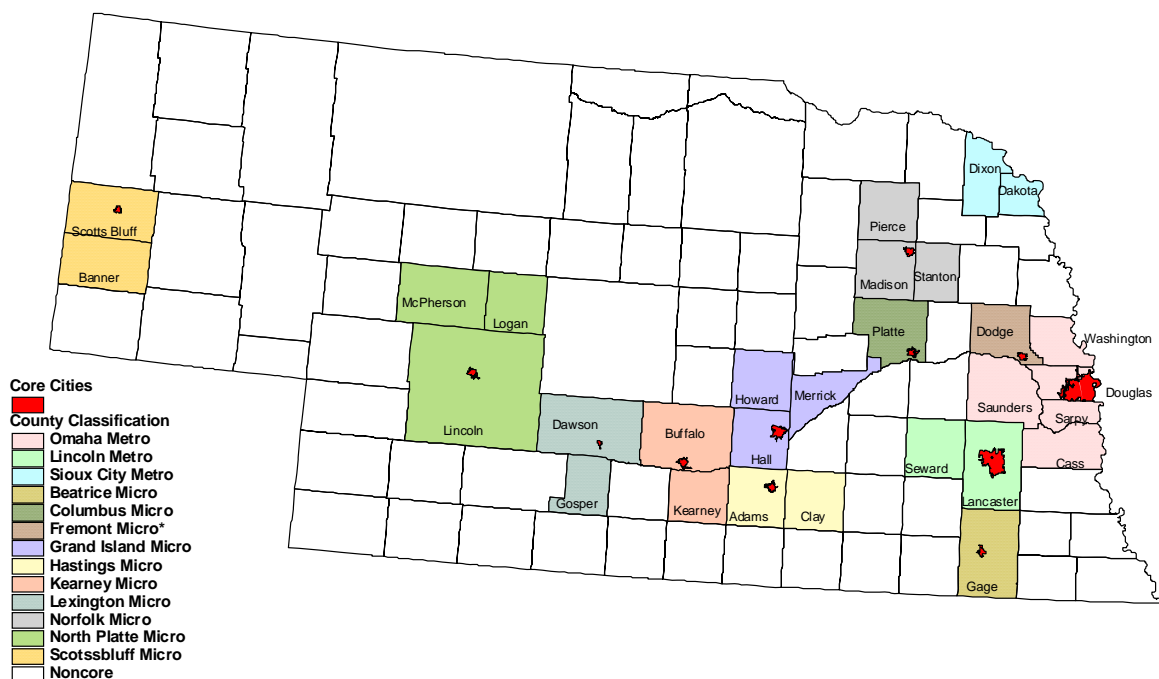 Dixon
Dakota
Pierce
Scotts Bluff
Banner
Madison
Stanton
McPherson
Logan
Platte
Dodge
Washington
Core Cities
County Classification
Omaha Metro
Lincoln Metro
Sioux City Metro
Beatrice Micro
Columbus Micro
Fremont Micro*
Grand Island Micro
Hastings Micro
Kearney Micro
Lexington Micro
Norfolk Micro
North Platte Micro
Scotssbluff Micro
Noncore
Howard
Merrick
Douglas
Saunders
Sarpy
Lincoln
Dawson
Buffalo
Hall
Seward
Cass
Gosper
Kearney
Adams
Clay
Lancaster
Gage